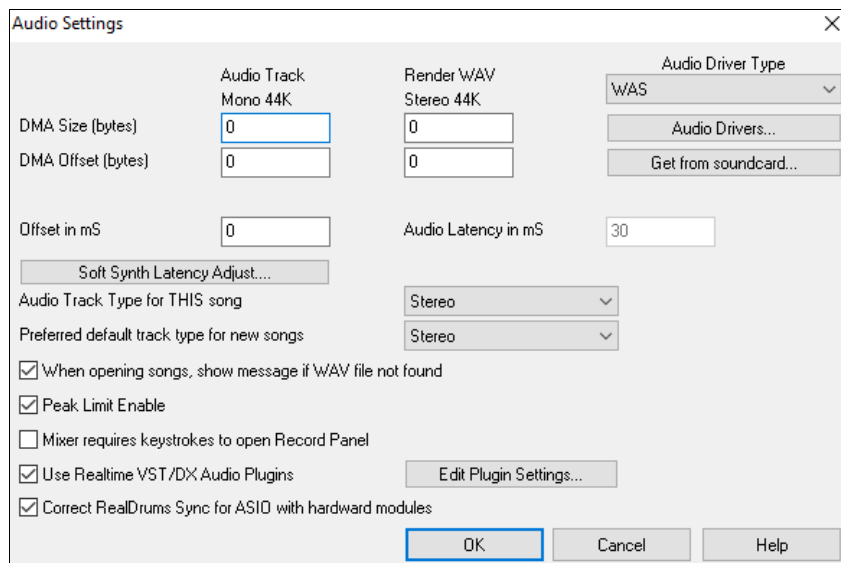 Audio Settings
Audio Track
Mono 44K
Render WAV
Stereo 44K
Audio Driver Type
WAS
DMA Size (bytes)
0
0
Audio Drivers...
DMA Offset (bytes)
0
0
Get from soundcard...
Offset in mS
0
Audio Latency in mS
30
Soft Synth Latency Adjust....
Audio Track Type for THIS song
Stereo
Preferred default track type for new songs
Stereo
When opening songs, show message if WAV file not found
Peak Limit Enable
Mixer requires keystrokes to open Record Panel
Use Realtime VST/DX Audio Plugins
Edit Plugin Settings...
Correct RealDrums Sync for ASIO with hardward modules
OK
Cancel
Help